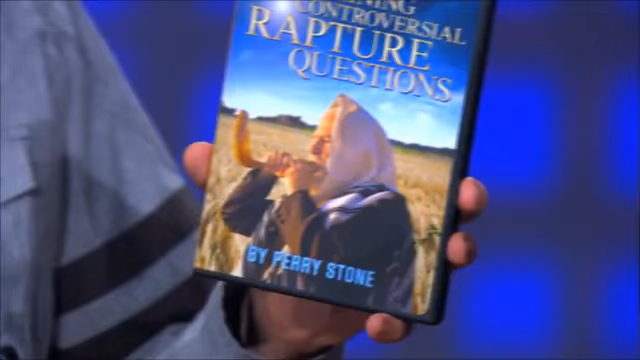 CONTROVERSIAL
RAPTURE
QUESTIONS
BY PERRY STONE